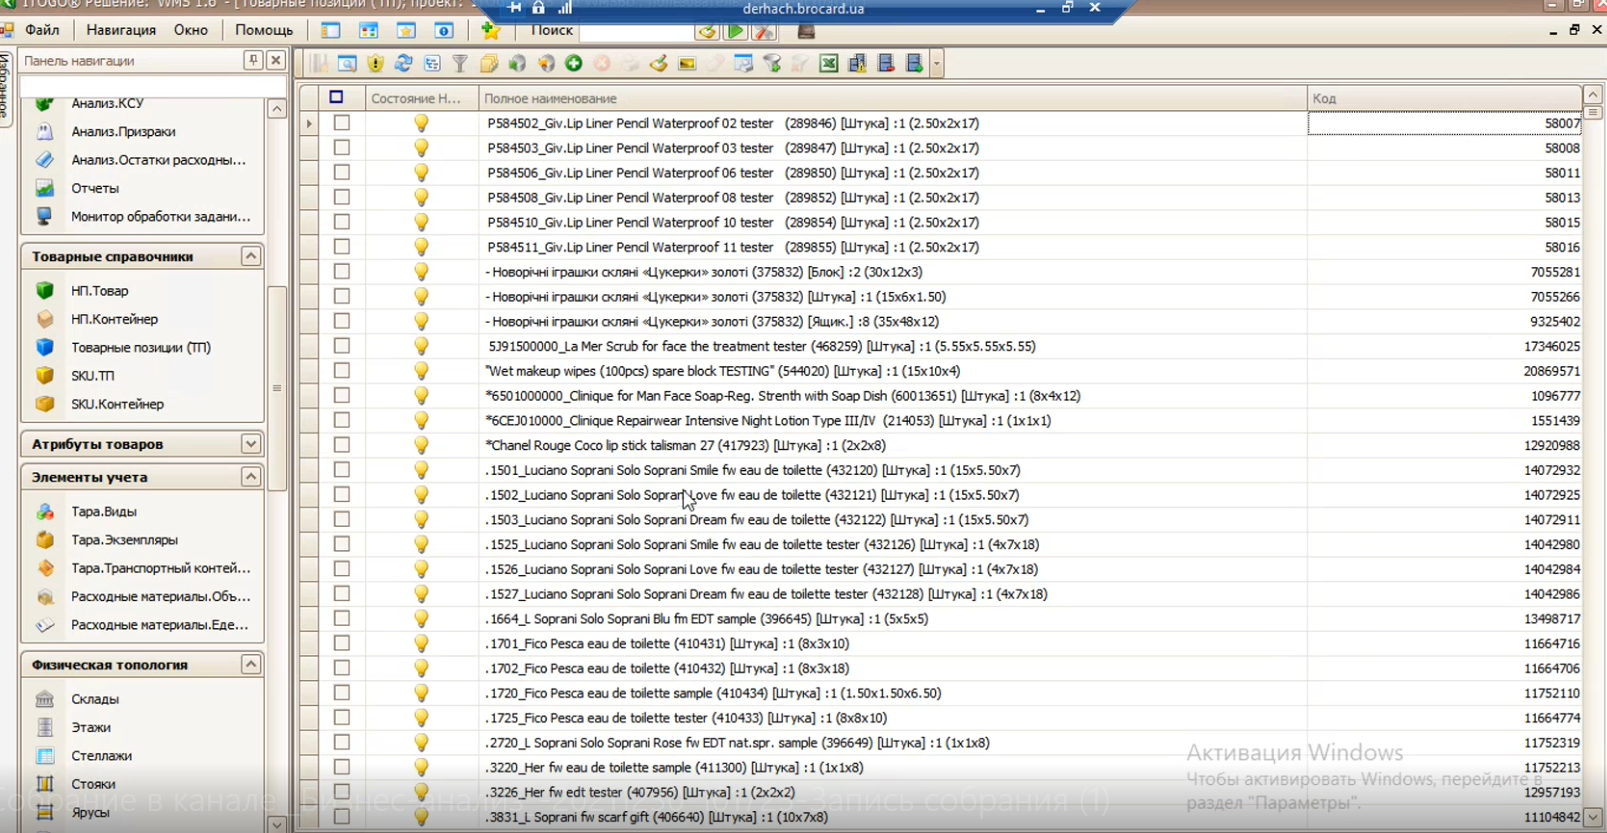 ITOGO® Решение: WMS 1.6 - [Товарные позиции (ТП); проект:
derhach.brocard.ua
Файл Навигация Окно Помощь Поиск
Избранное
Панель навигации
Анализ.КСУ
Анализ.Призраки
Анализ.Остатки расходны...
Отчеты
Монитор обработки задани...
Товарные справочники
НП.Товар
НП.Контейнер
Товарные позиции (ТП)
SKU.ТП
SKU.Контейнер
Атрибуты товаров
Элементы учета
Тара.Виды
Тара.Экземпляры
Тара.Транспортный контей...
Расходные материалы.Объ...
Расходные материалы.Еде...
Физическая топология
Склады
Этажи
Стеллажи
Стояки
Ярусы
Состояние Н... Полное наименование Код
P584502_Giv.Lip Liner Pencil Waterproof 02 tester (289846) [Штука] :1 (2.50x2x17) 58007
P584503_Giv.Lip Liner Pencil Waterproof 03 tester (289847) [Штука] :1 (2.50x2x17) 58008
P584506_Giv.Lip Liner Pencil Waterproof 06 tester (289850) [Штука] :1 (2.50x2x17) 58011
P584508_Giv.Lip Liner Pencil Waterproof 08 tester (289852) [Штука] :1 (2.50x2x17) 58013
P584510_Giv.Lip Liner Pencil Waterproof 10 tester (289854) [Штука] :1 (2.50x2x17) 58015
P584511_Giv.Lip Liner Pencil Waterproof 11 tester (289855) [Штука] :1 (2.50x2x17) 58016
- Новорічні іграшки скляні «Цукерки» золоті (375832) [Блок] :2 (30x12x3) 7055281
- Новорічні іграшки скляні «Цукерки» золоті (375832) [Штука] :1 (15x6x1.50) 7055266
- Новорічні іграшки скляні «Цукерки» золоті (375832) [Ящик.] :8 (35x48x12) 9325402
5J91500000_La Mer Scrub for face the treatment tester (468259) [Штука] :1 (5.55x5.55x5.55) 17346025
"Wet makeup wipes (100pcs) spare block TESTING" (544020) [Штука] :1 (15x10x4) 20869571
*6501000000_Clinique for Man Face Soap-Reg. Strenth with Soap Dish (60013651) [Штука] :1 (8x4x12) 1096777
*6CEJ010000_Clinique Repairwear Intensive Night Lotion Type III/IV (214053) [Штука] :1 (1x1x1) 1551439
*Chanel Rouge Coco lip stick talisman 27 (417923) [Штука] :1 (2x2x8) 12920988
.1501_Luciano Soprani Solo Soprani Smile fw eau de toilette (432120) [Штука] :1 (15x5.50x7) 14072932
.1502_Luciano Soprani Solo Soprani Love fw eau de toilette (432121) [Штука] :1 (15x5.50x7) 14072925
.1503_Luciano Soprani Solo Soprani Dream fw eau de toilette (432122) [Штука] :1 (15x5.50x7) 14072911
.1525_Luciano Soprani Solo Soprani Smile fw eau de toilette tester (432126) [Штука] :1 (4x7x18) 14042980
.1526_Luciano Soprani Solo Soprani Love fw eau de toilette tester (432127) [Штука] :1 (4x7x18) 14042984
.1527_Luciano Soprani Solo Soprani Dream fw eau de toilette tester (432128) [Штука] :1 (4x7x18) 14042986
.1664_L Soprani Solo Soprani Blu fm EDT sample (396645) [Штука] :1 (5x5x5) 13498717
.1701_Fico Pesca eau de toilette (410431) [Штука] :1 (8x3x10) 11664716
.1702_Fico Pesca eau de toilette (410432) [Штука] :1 (8x3x18) 11664706
.1720_Fico Pesca eau de toilette sample (410434) [Штука] :1 (1.50x1.50x6.50) 11752110
.1725_Fico Pesca eau de toilette tester (410433) [Штука] :1 (8x8x10) 11664774
.2720_L Soprani Solo Soprani Rose fw EDT nat.spr. sample (396649) [Штука] :1 (1x1x8) 11752319
.3220_Her fw eau de toilette sample (411300) [Штука] :1 (1x1x8) 11752213
.3226_Her fw edt tester (407956) [Штука] :1 (2x2x2) 12957193
.3831_L Soprani fw scarf gift (406640) [Штука] :1 (10x7x8) 11104842
Активация Windows
Чтобы активировать Windows, перейдите в
раздел "Параметры".
Собрание в канале _Бизнес-анали Запись собрания (1)